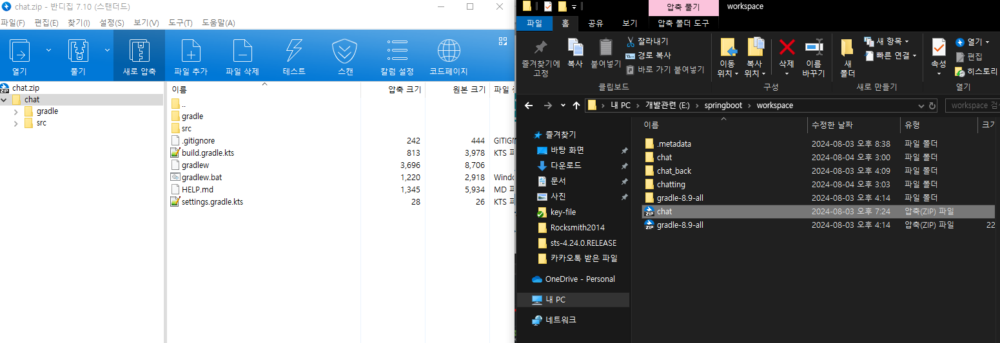 chat.zip - 반디집 7.10 (스탠더드)
파일(F) 편집(E) 찾기(I) 설정(S) 보기(V) 도구(T) 도움말(A)
열기 풀기 새로 압축 파일 추가 파일 삭제 테스트 스캔 칼럼 설정 코드페이지
chat.zip
chat
gradle
src
이름 압축 크기 원본 크기 파일
..
gradle
src
.gitignore 242 444 GITIGN
build.gradle.kts 813 3,978 KTS
gradlew 3,696 8,706
gradlew.bat 1,220 2,918 Windo
HELP.md 1,345 5,934 MD
settings.gradle.kts 28 26 KTS
압축 풀기 workspace
파일 홈 공유 보기 압축 폴더 도구
즐겨찾기에 고정
복사
붙여넣기
잘라내기
경로 복사
바로 가기 붙여넣기
클립보드
이동 위치
복사 위치
삭제
이름 바꾸기
구성
새 폴더
새 항목
빠른 연결
새로 만들기
속성
열기
편집
히스토리
열기
내 PC 개발관련 (E:) springboot workspace
workspace 검
즐겨찾기
바탕 화면
다운로드
문서
사진
key-file
Rocksmith2014
sts-4.24.0.RELEASE
카카오톡 받은 파일
OneDrive - Personal
내 PC
네트워크
이름 수정한 날짜 유형 크기
.metadata 2024-08-03 오후 8:38 파일 폴더
chat 2024-08-04 오후 3:00 파일 폴더
chat_back 2024-08-03 오후 4:09 파일 폴더
chatting 2024-08-04 오후 3:03 파일 폴더
gradle-8.9-all 2024-08-03 오후 4:14 파일 폴더
chat 2024-08-03 오후 7:24 압축(ZIP) 파일
gradle-8.9-all 2024-08-03 오후 4:14 압축(ZIP) 파일 22